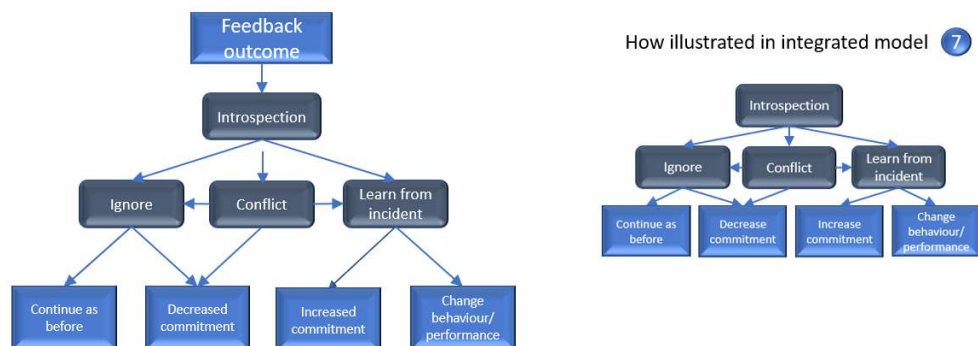 Feedback
outcome
Introspection
Ignore
Conflict
Learn from
incident
Continue as
before
Decreased
commitment
Increased
commitment
Change
behaviour/
performance
How illustrated in integrated model 7
Introspection
Ignore
Conflict
Learn from
incident
Continue as
before
Decrease
commitment
Increase
commitment
Change
behaviour/
performance